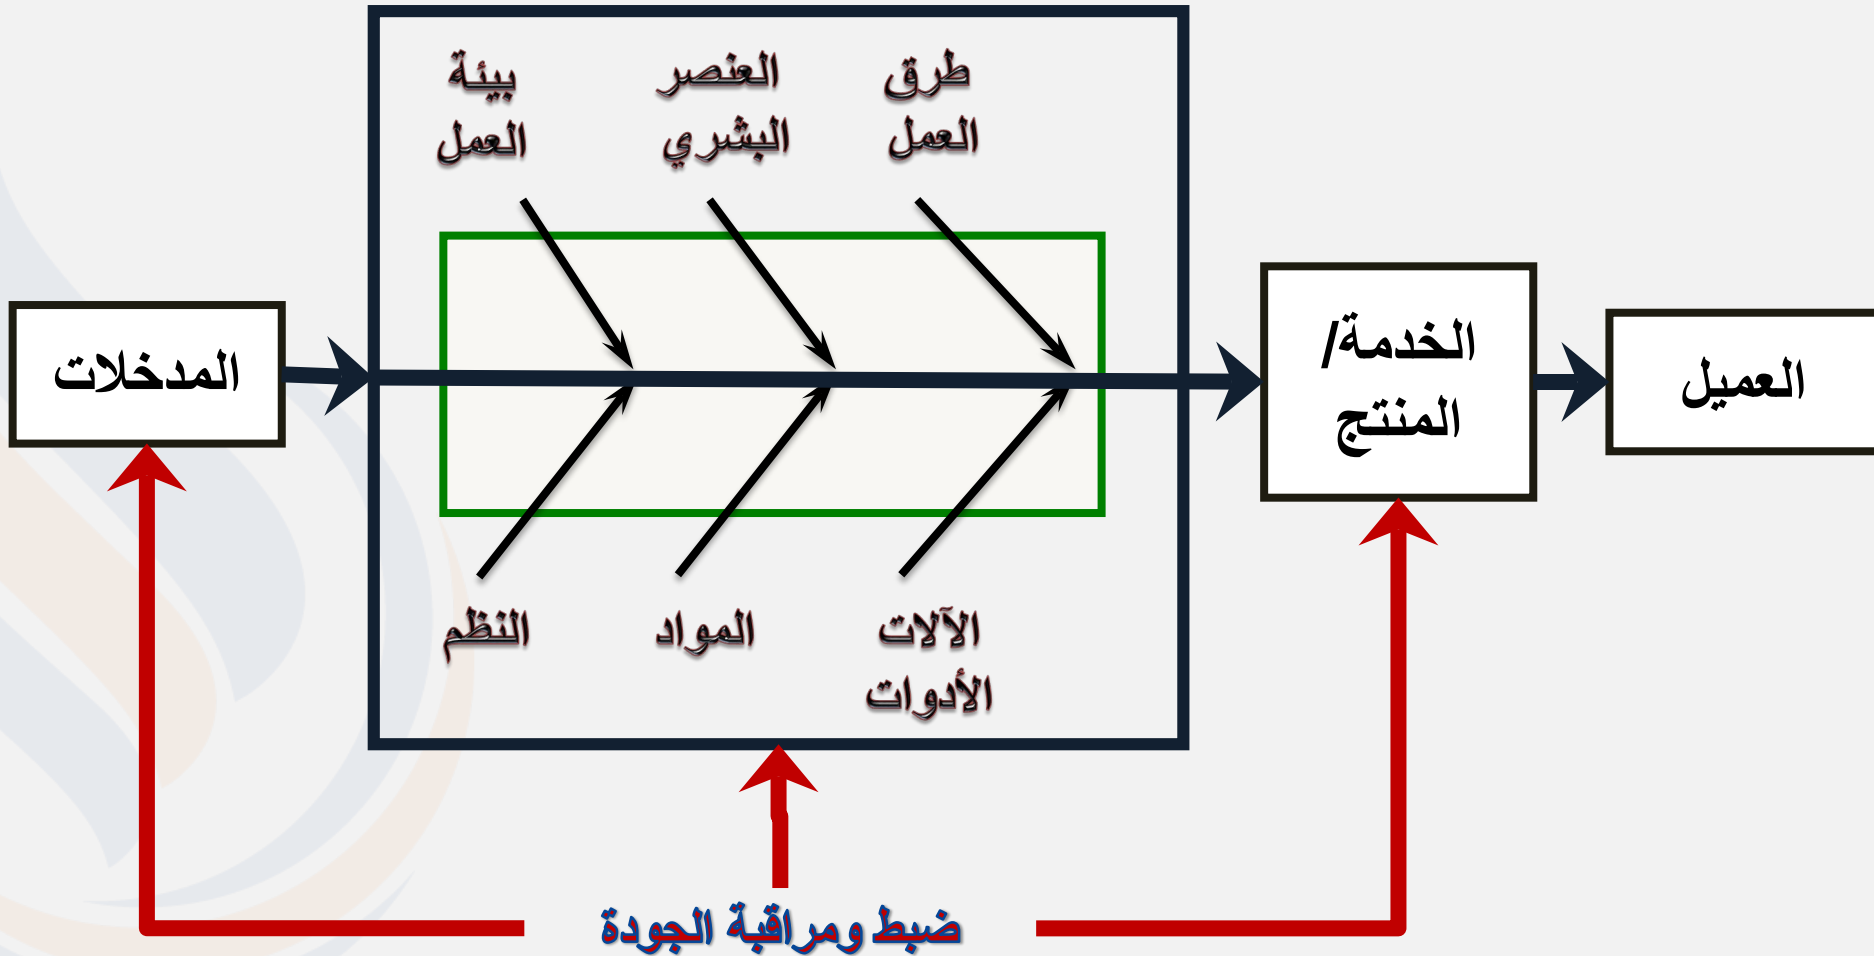 طرق
العمل
العنصر
البشري
بيئة
العمل
المدخلات
الخدمة/
المنتج
العميل
الآلات
الأدوات
المواد
النظم
ضبط ومراقبة الجودة